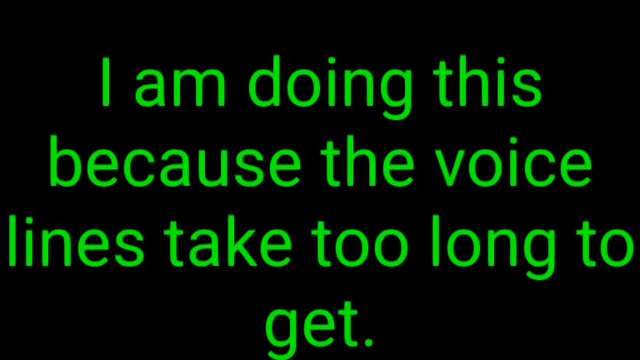 I am doing this
because the voice
lines take too long to
get.